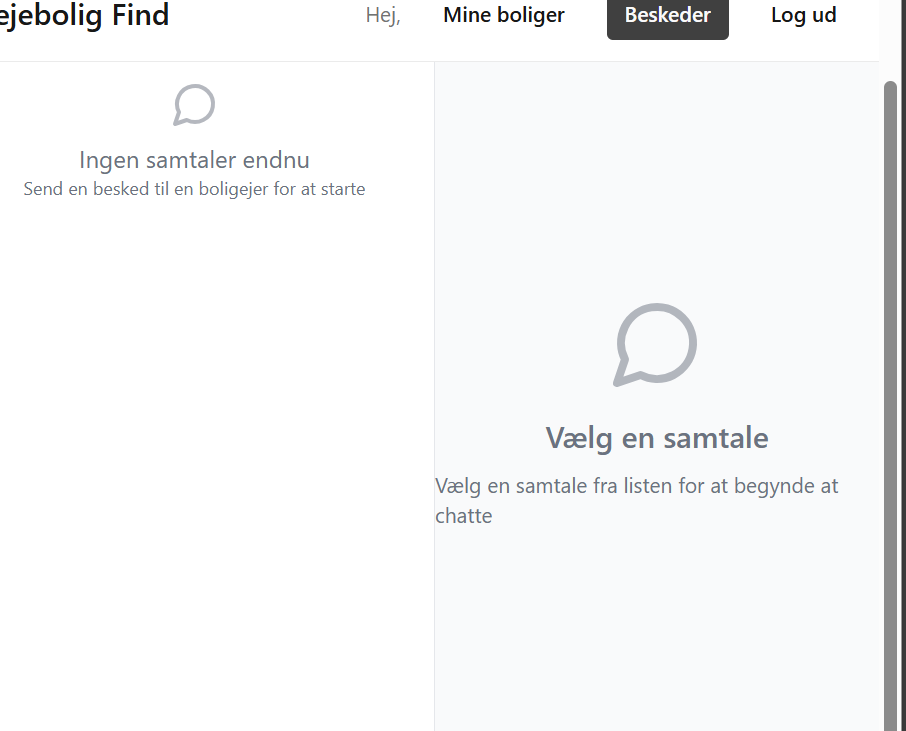 ejebolig Find
Hej,
Mine boliger
Beskeder
Log ud
Ingen samtaler endnu
Send en besked til en boligejer for at starte
Vælg en samtale
Vælg en samtale fra listen for at begynde at
chatte